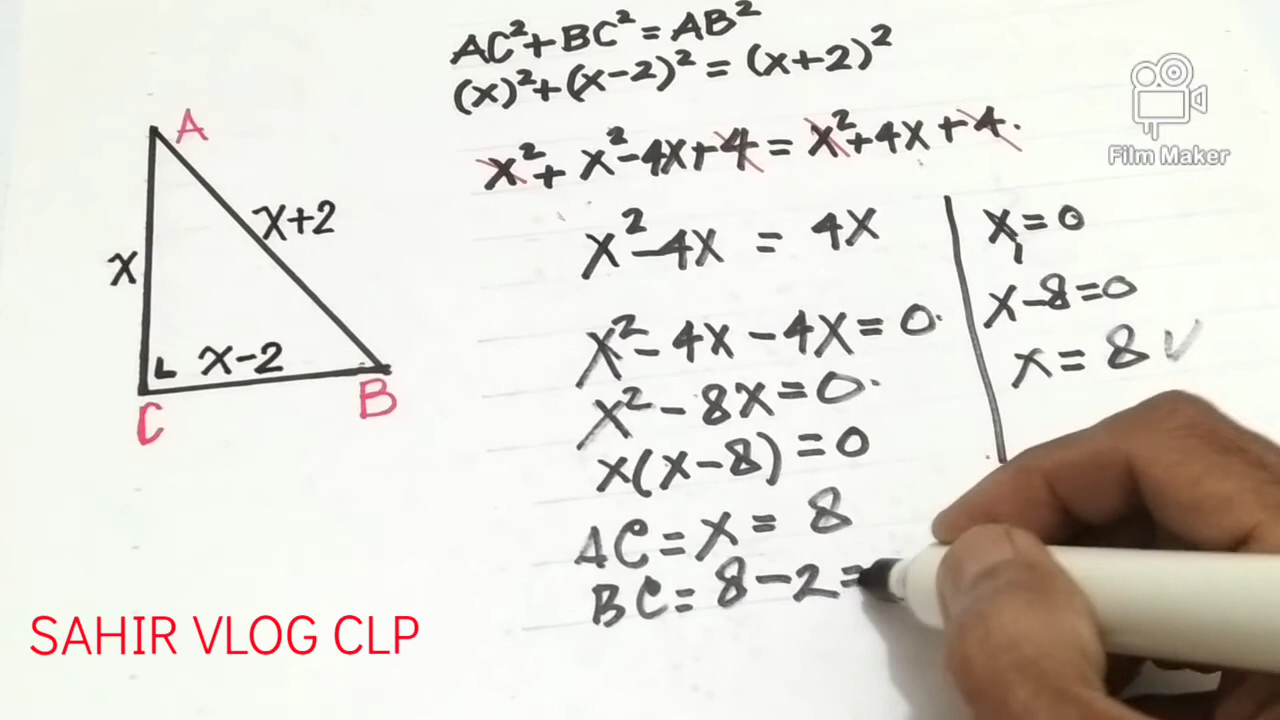 AC²+BC²=AB²
(x)²+(x-2)²=(x+2)²
x²+x²-4x+4=x²+4x+4.
x²-4x = 4x
x²-4x-4x=0.
x²-8x=0.
x(x-8)=0
AC=x=8
BC=8-2=
x₁=0
x-8=0
x=8✓
A
x+2
x
x-2
C
B
Film Maker
SAHIR VLOG CLP